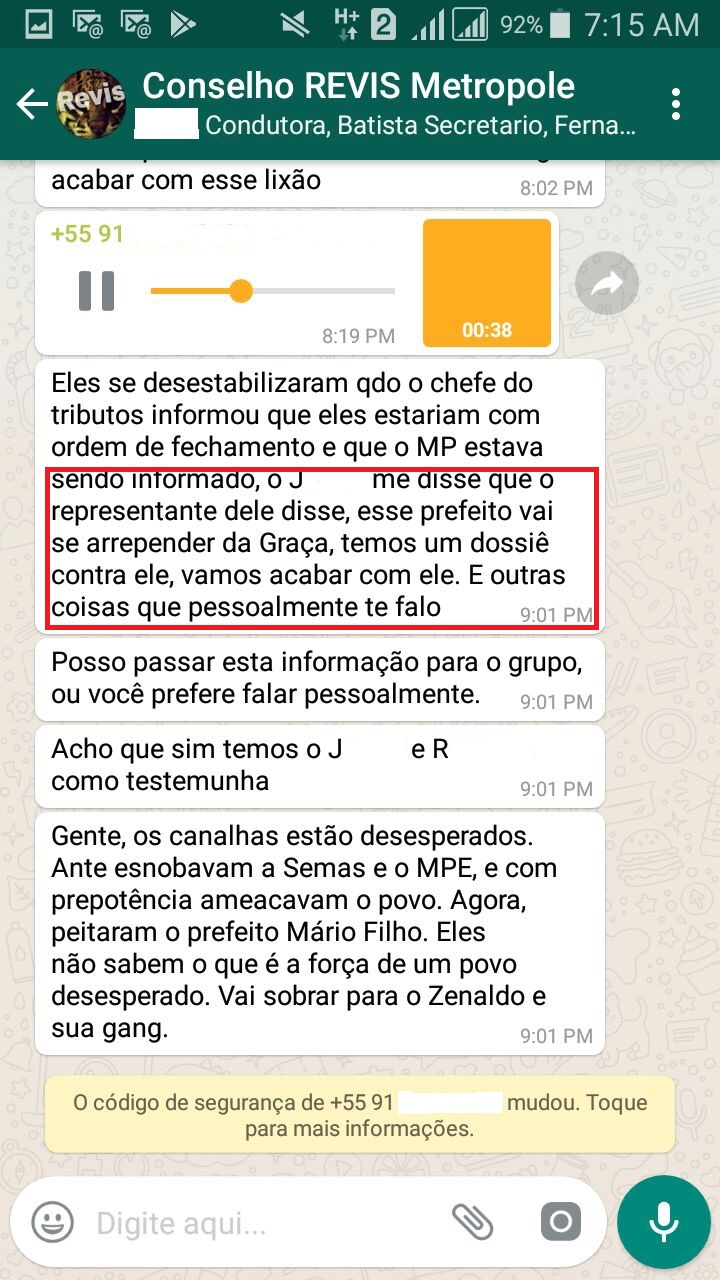 H+ 2 92% 7:15 AM
Revis
Conselho REVIS Metropole
Condutora, Batista Secretario, Ferna...
acabar com esse lixão
8:02 PM
+55 91
8:19 PM
00:38
Eles se desestabilizaram qdo o chefe do
tributos informou que eles estariam com
ordem de fechamento e que o MP estava
sendo informado, o J me disse que o
representante dele disse, esse prefeito vai
se arrepender da Graça, temos um dossiê
contra ele, vamos acabar com ele. E outras
coisas que pessoalmente te falo
9:01 PM
Posso passar esta informação para o grupo,
ou você prefere falar pessoalmente.
9:01 PM
Acho que sim temos o J e R
como testemunha
9:01 PM
Gente, os canalhas estão desesperados.
Ante esnobavam a Semas e o MPE, e com
prepotência ameacavam o povo. Agora,
peitaram o prefeito Mário Filho. Eles
não sabem o que é a força de um povo
desesperado. Vai sobrar para o Zenaldo e
sua gang.
9:01 PM
O código de segurança de +55 91 mudou. Toque
para mais informações.
Digite aqui...